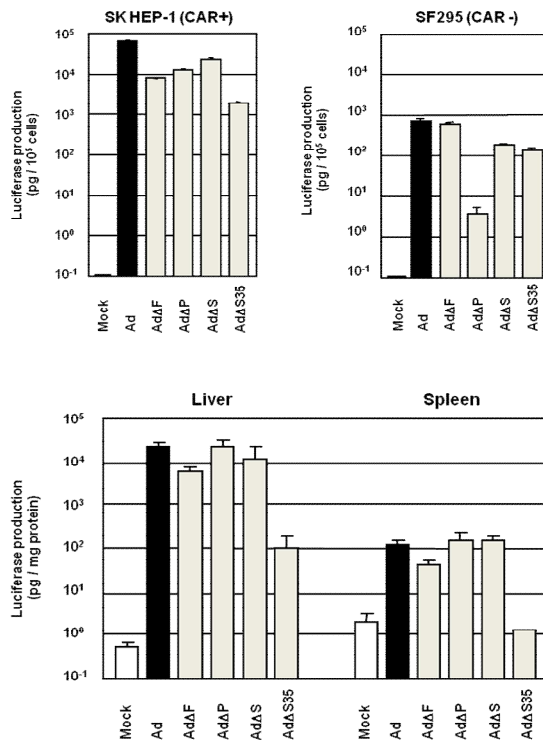 SK HEP-1 (CAR+)
Luciferase production
(pg / 10⁵ cells)
10⁵
10⁴
10³
10²
10¹
10⁰
10⁻¹
Mock
Ad
AdΔF
AdΔP
AdΔS
AdΔS35
SF295 (CAR -)
Luciferase production
(pg / 10⁵ cells)
10⁵
10⁴
10³
10²
10¹
10⁰
10⁻¹
Mock
Ad
AdΔF
AdΔP
AdΔS
AdΔS35
Liver
Spleen
Luciferase production
(pg / mg protein)
10⁵
10⁴
10³
10²
10¹
10⁰
10⁻¹
Mock
Ad
AdΔF
AdΔP
AdΔS
AdΔS35
Mock
Ad
AdΔF
AdΔP
AdΔS
AdΔS35